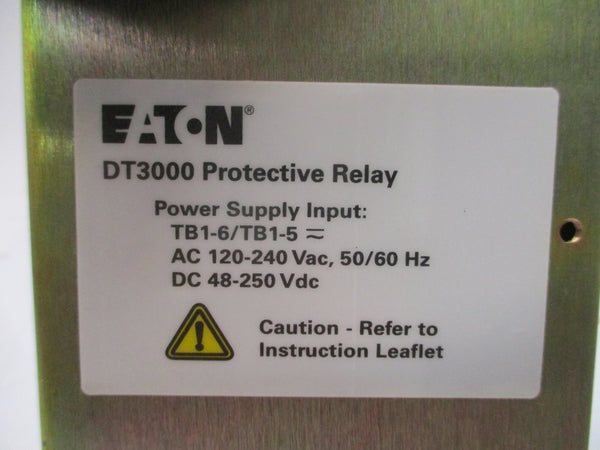 EATON®
DT3000 Protective Relay
Power Supply Input:
TB1-6/TB1-5 ⎓
AC 120-240 Vac, 50/60 Hz
DC 48-250 Vdc
Caution - Refer to
Instruction Leaflet